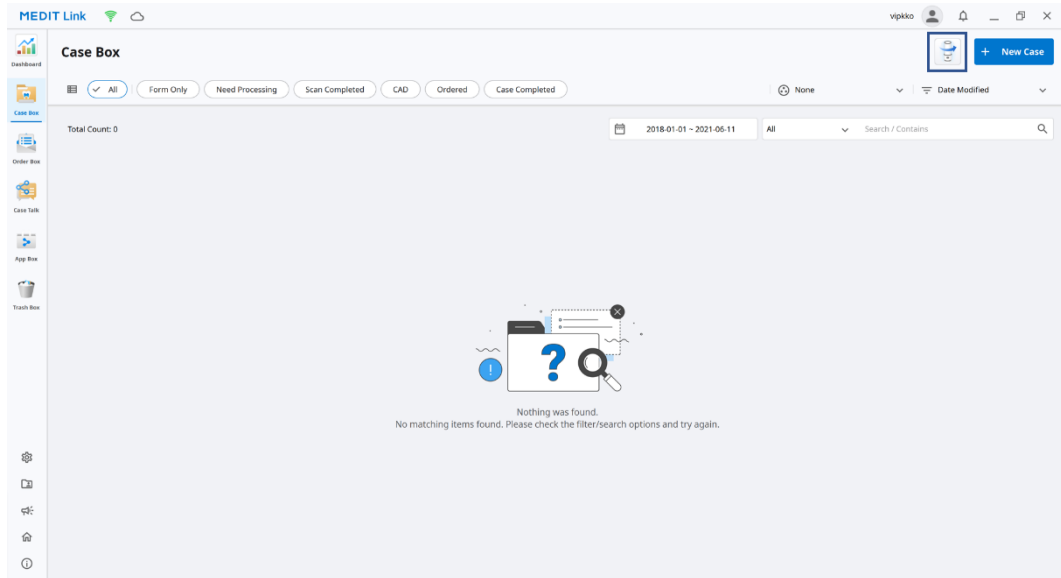 MEDIT Link
vipkko
Dashboard
Case Box
Order Box
Case Talk
App Box
Trash Box
Case Box
+ New Case
All
Form Only
Need Processing
Scan Completed
CAD
Ordered
Case Completed
None
Date Modified
Total Count: 0
2018-01-01 ~ 2021-06-11
All
Search / Contains
Nothing was found.
No matching items found. Please check the filter/search options and try again.